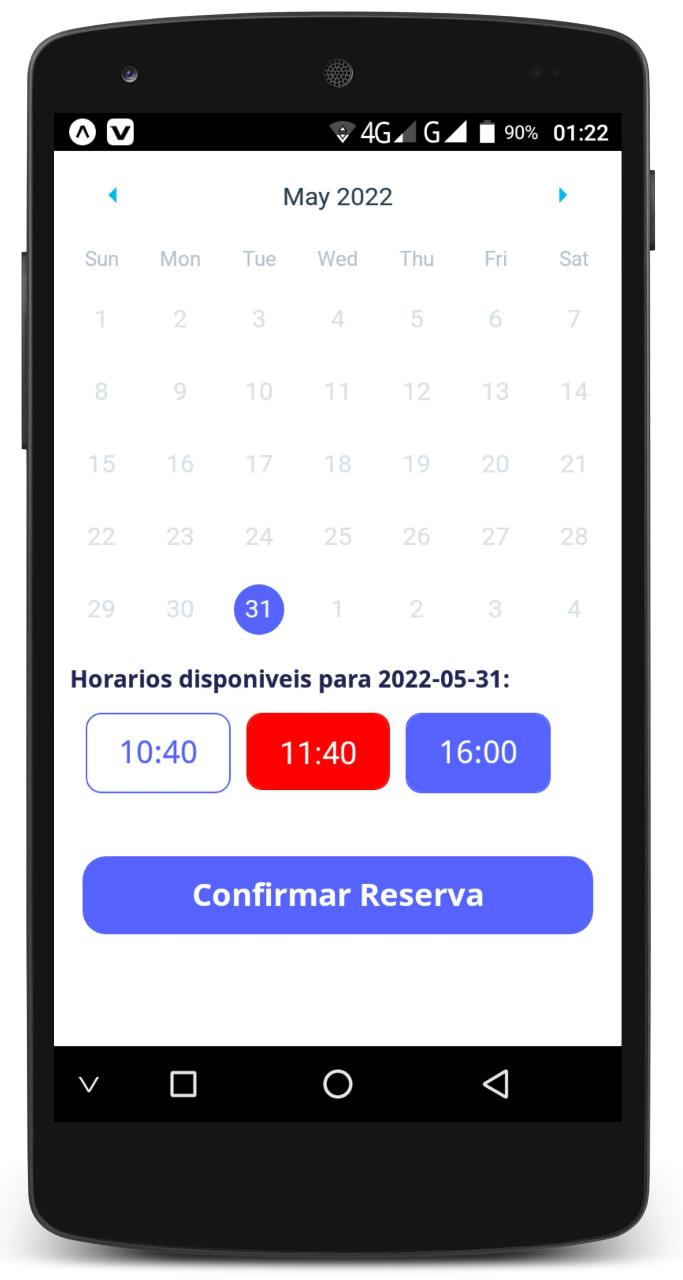 4G G 90% 01:22
May 2022
Sun Mon Tue Wed Thu Fri Sat
1 2 3 4 5 6 7
8 9 10 11 12 13 14
15 16 17 18 19 20 21
22 23 24 25 26 27 28
29 30 31 1 2 3 4
Horarios disponiveis para 2022-05-31:
10:40 11:40 16:00
Confirmar Reserva